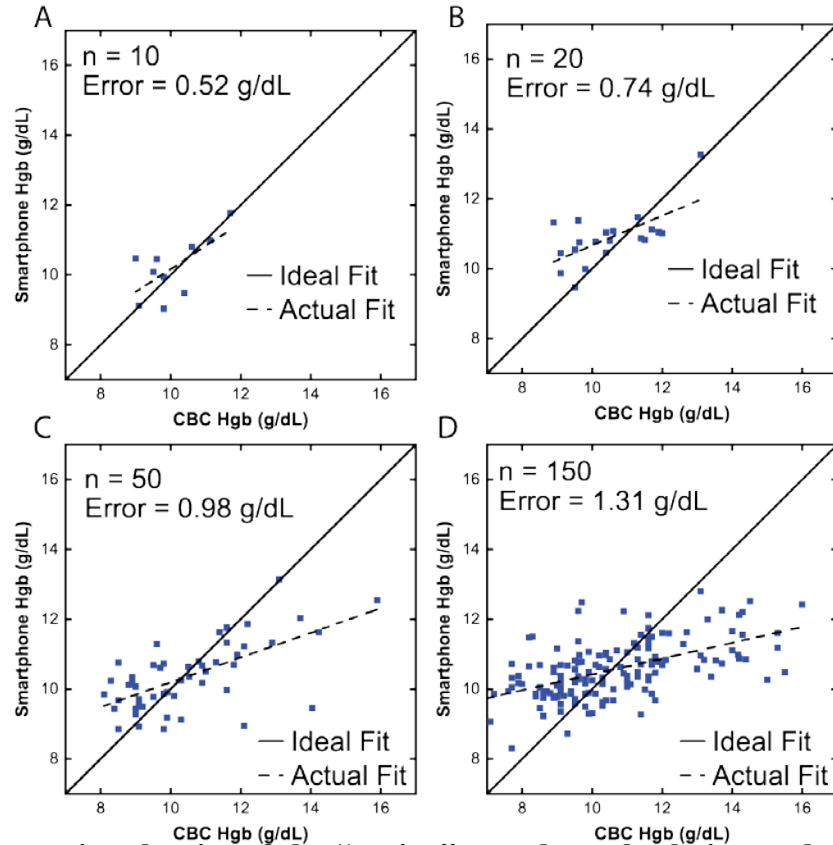 A
n = 10
Error = 0.52 g/dL
Smartphone Hgb (g/dL)
16
14
12
10
8
Ideal Fit
Actual Fit
8 10 12 14 16
CBC Hgb (g/dL)
B
n = 20
Error = 0.74 g/dL
Smartphone Hgb (g/dL)
16
14
12
10
8
Ideal Fit
Actual Fit
8 10 12 14 16
CBC Hgb (g/dL)
C
n = 50
Error = 0.98 g/dL
Smartphone Hgb (g/dL)
16
14
12
10
8
Ideal Fit
Actual Fit
8 10 12 14 16
CBC Hgb (g/dL)
D
n = 150
Error = 1.31 g/dL
Smartphone Hgb (g/dL)
16
14
12
10
8
Ideal Fit
Actual Fit
8 10 12 14 16
CBC Hgb (g/dL)